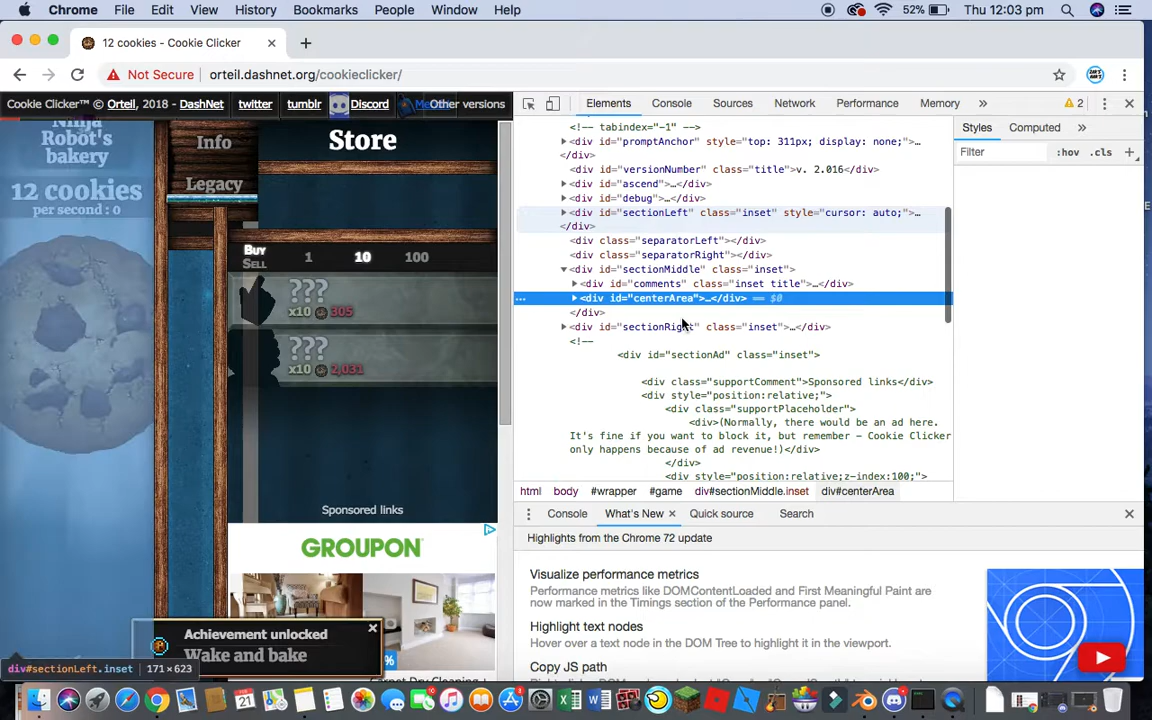 Chrome File Edit View History Bookmarks People Window Help 52% Thu 12:03 pm
12 cookies - Cookie Clicker
Not Secure orteil.dashnet.org/cookieclicker/
Cookie Clicker™ © Orteil, 2018 - DashNet twitter tumblr Discord Other versions
Ninja
Robot's
bakery
12 cookies
per second : 0
Info
Legacy
Store
BUY
SELL
1 10 100
???
x10 305
???
x10 2,031
Sponsored links
GROUPON
%
Carpet Dry Cleaning
Achievement unlocked
Wake and bake
div#sectionLeft.inset 171×623
Elements Console Sources Network Performance Memory » 2
<!-- tabindex="-1" -->
<div id="promptAnchor" style="top: 311px; display: none;">…
</div>
<div id="versionNumber" class="title">v. 2.016</div>
<div id="ascend">…</div>
<div id="debug">…</div>
<div id="sectionLeft" class="inset" style="cursor: auto;">…
</div>
<div class="separatorLeft"></div>
<div class="separatorRight"></div>
<div id="sectionMiddle" class="inset">
<div id="comments" class="inset title">…</div>
… <div id="centerArea">…</div> == $0
</div>
<div id="sectionRight" class="inset">…</div>
<!--
<div id="sectionAd" class="inset">
<div class="supportComment">Sponsored links</div>
<div style="position:relative;">
<div class="supportPlaceholder">
<div>(Normally, there would be an ad here.
It's fine if you want to block it, but remember - Cookie Clicker
only happens because of ad revenue!)</div>
</div>
<div style="position:relative;z-index:100;">
html body #wrapper #game div#sectionMiddle.inset div#centerArea
Styles Computed »
Filter :hov .cls +
Console What's New × Quick source Search
Highlights from the Chrome 72 update
Visualize performance metrics
Performance metrics like DOMContentLoaded and First Meaningful Paint are
now marked in the Timings section of the Performance panel.
Highlight text nodes
Hover over a text node in the DOM Tree to highlight it in the viewport.
Copy JS path